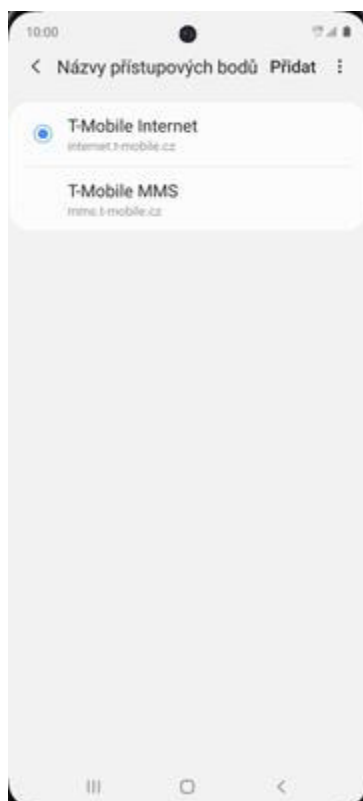 10:00
Názvy přístupových bodů Přidat
T-Mobile Internet
internet.t-mobile.cz
T-Mobile MMS
mms.t-mobile.cz